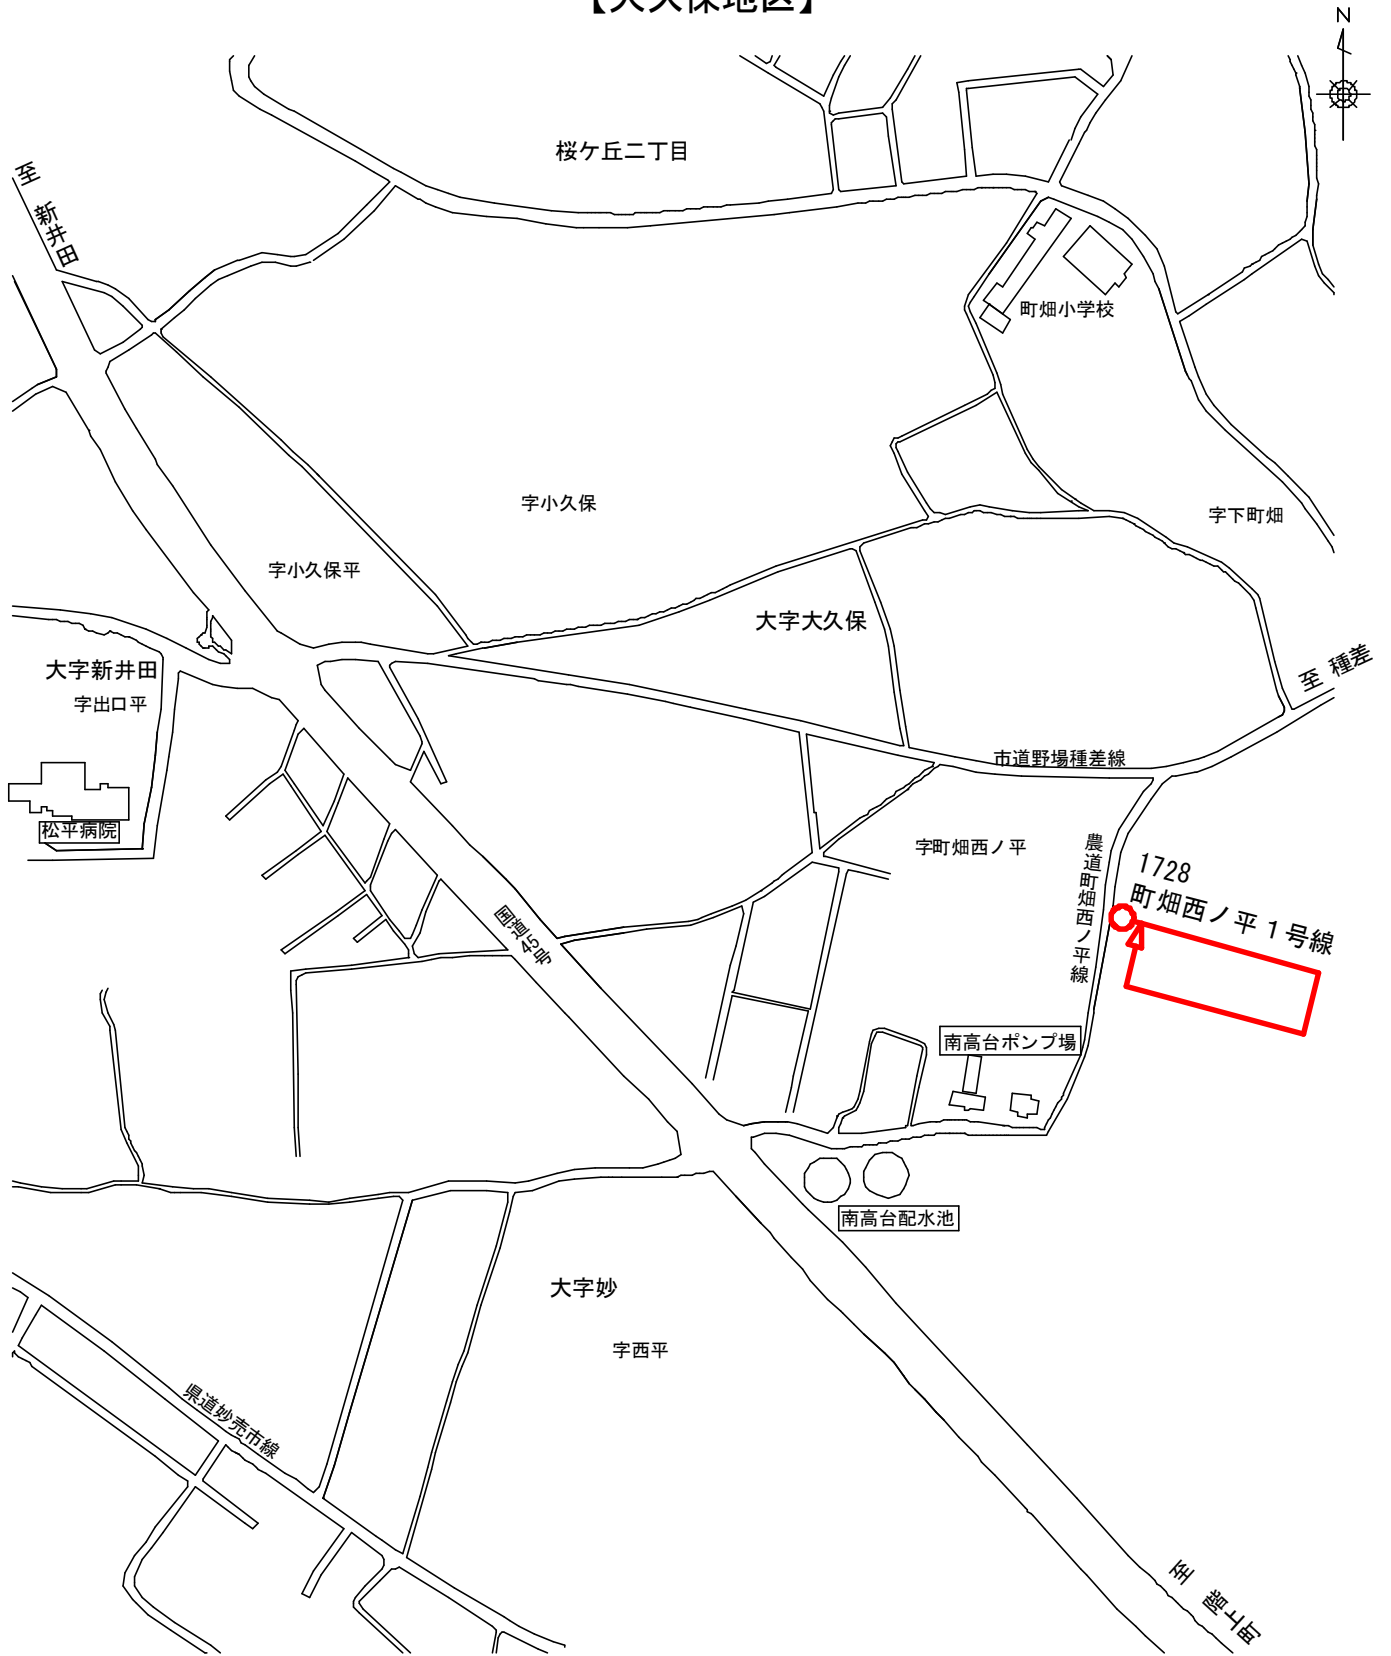 【大久保地区】
N
桜ケ丘二丁目
至 新井田
町畑小学校
字小久保
字下町畑
字小久保平
大字大久保
大字新井田
字出口平
至 種差
市道野場種差線
松平病院
字町畑西ノ平
農道町畑西ノ平線
1728
町畑西ノ平1号線
国道45号
南高台ポンプ場
南高台配水池
大字妙
字西平
県道妙売市線
至 階上町